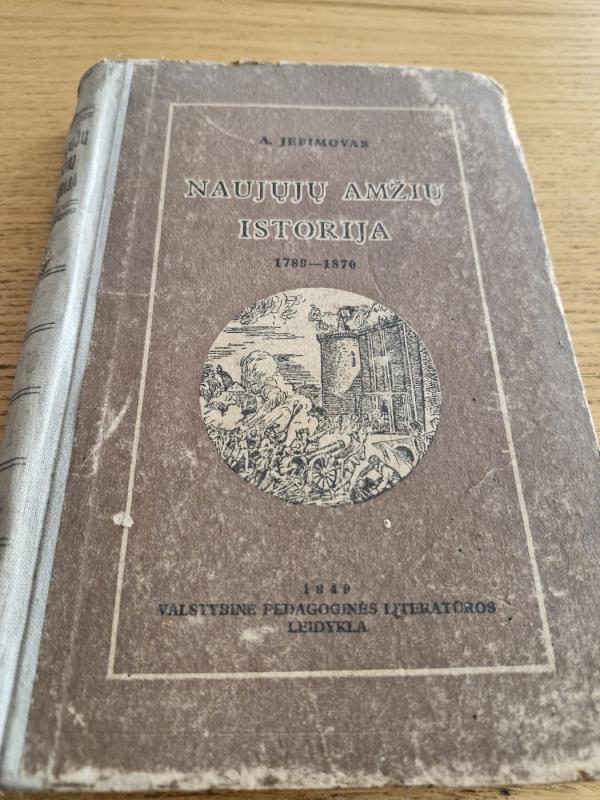 A. JEFIMOVAS
NAUJŲJŲ AMŽIŲ
ISTORIJA
1789—1870
1949
VALSTYBINĖ PEDAGOGINĖS LITERATŪROS
LEIDYKLA